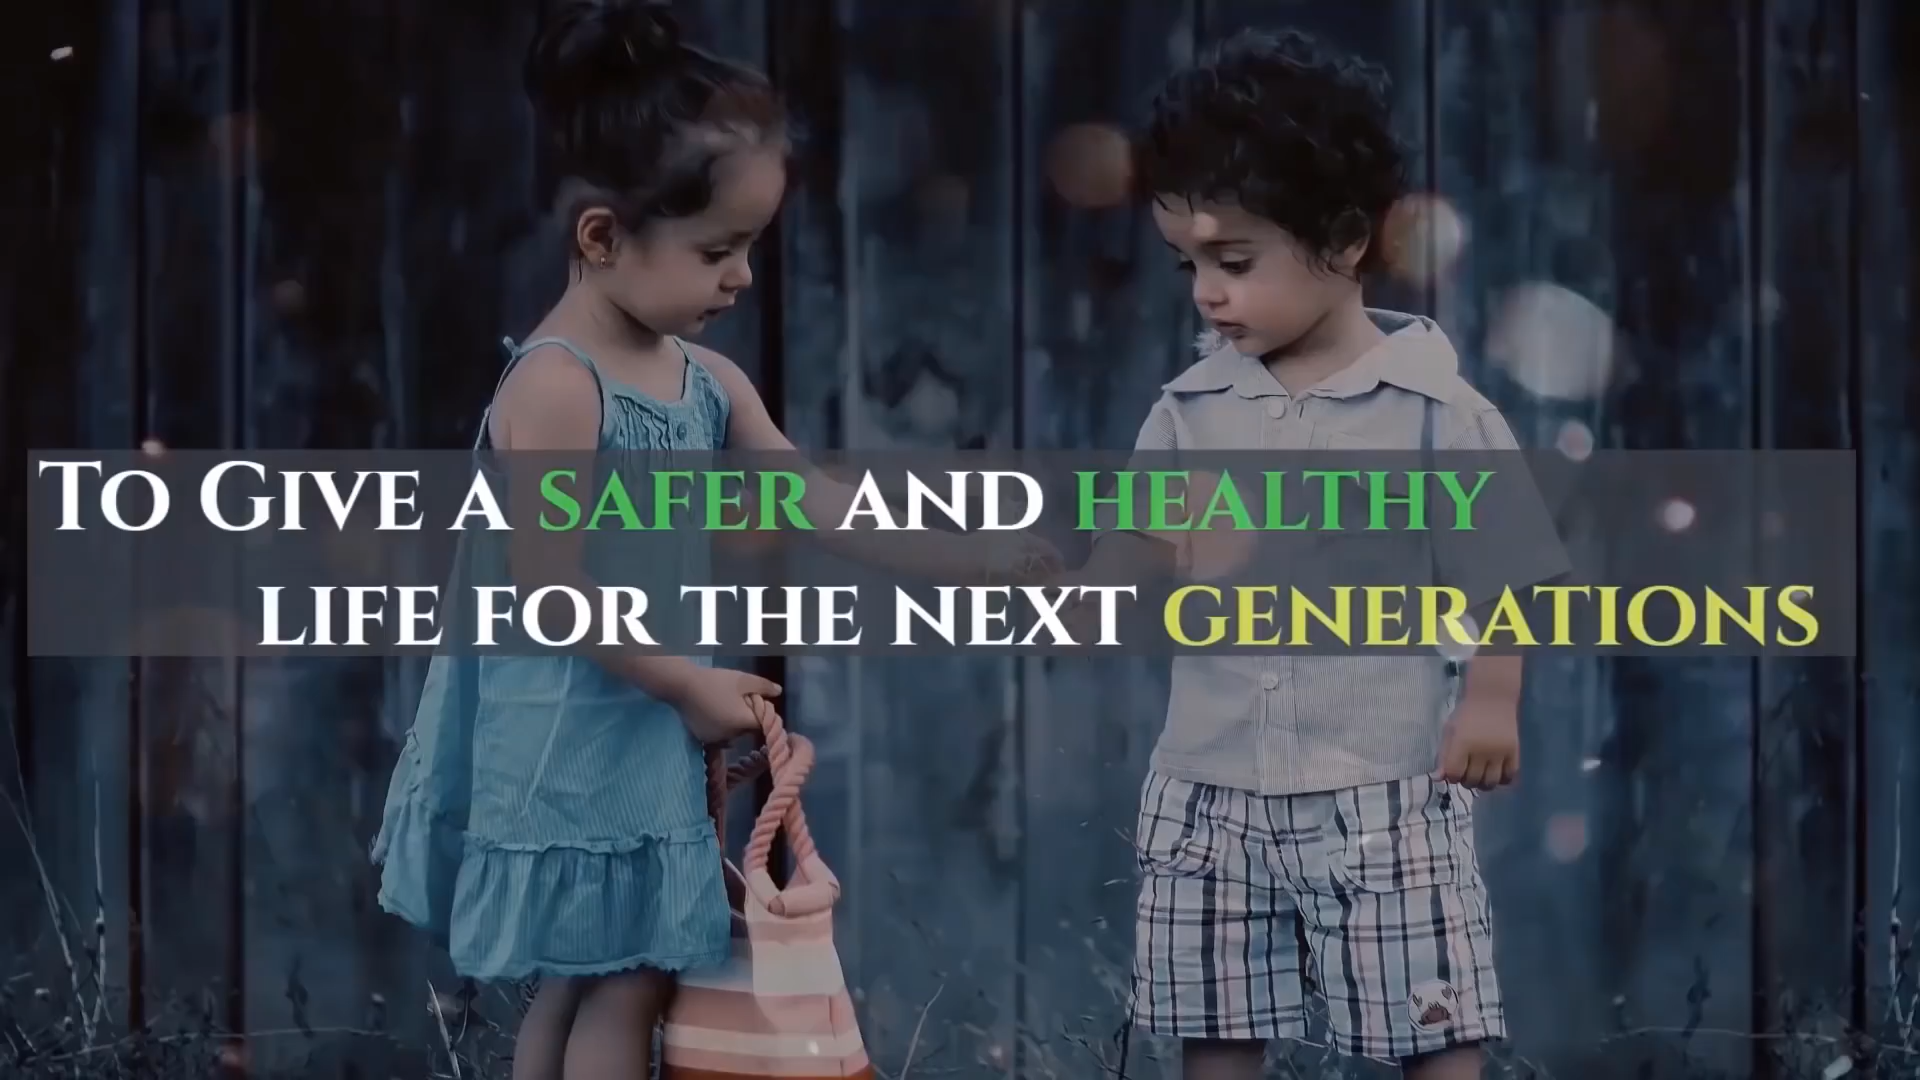 To Give a safer and healthy
life for the next generations